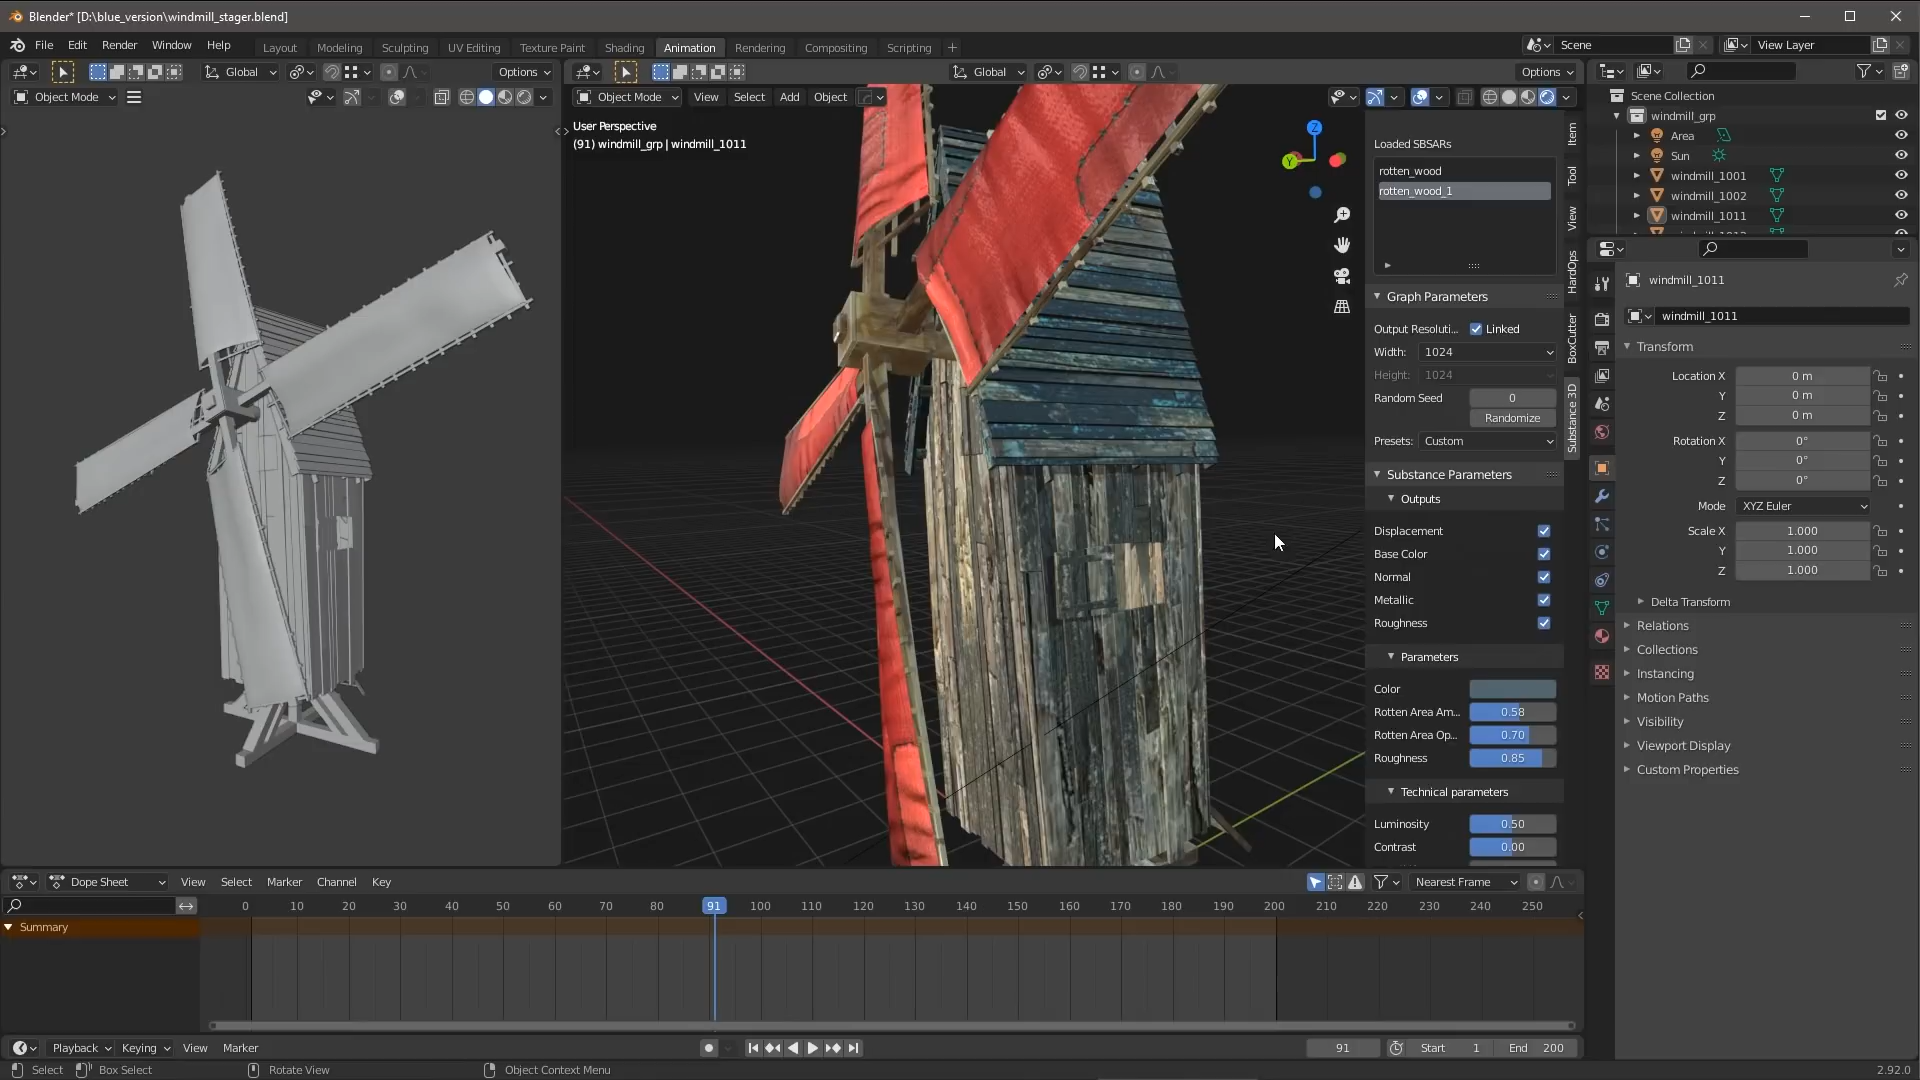 Blender* [D:\blue_version\windmill_stager.blend]
File Edit Render Window Help
Layout Modeling Sculpting UV Editing Texture Paint Shading Animation Rendering Compositing Scripting +
Scene
View Layer
Global
Options
Global
Options
Object Mode
Object Mode View Select Add Object
User Perspective
(91) windmill_grp | windmill_1011
Z
Y
Loaded SBSARs
rotten_wood
rotten_wood_1
Graph Parameters
Output Resoluti... Linked
Width: 1024
Height: 1024
Random Seed 0
Randomize
Presets: Custom
Substance Parameters
Outputs
Displacement
Base Color
Normal
Metallic
Roughness
Parameters
Color
Rotten Area Am... 0.58
Rotten Area Op... 0.70
Roughness 0.85
Technical parameters
Luminosity 0.50
Contrast 0.00
Item
Tool
View
HardOps
BoxCutter
Substance 3D
Scene Collection
windmill_grp
Area
Sun
windmill_1001
windmill_1002
windmill_1011
windmill_1011
windmill_1011
Transform
Location X 0 m
Y 0 m
Z 0 m
Rotation X 0°
Y 0°
Z 0°
Mode XYZ Euler
Scale X 1.000
Y 1.000
Z 1.000
Delta Transform
Relations
Collections
Instancing
Motion Paths
Visibility
Viewport Display
Custom Properties
Dope Sheet View Select Marker Channel Key
Nearest Frame
0 10 20 30 40 50 60 70 80 91 100 110 120 130 140 150 160 170 180 190 200 210 220 230 240 250
Summary
Playback Keying View Marker
91 Start 1 End 200
Select Box Select Rotate View Object Context Menu
2.92.0